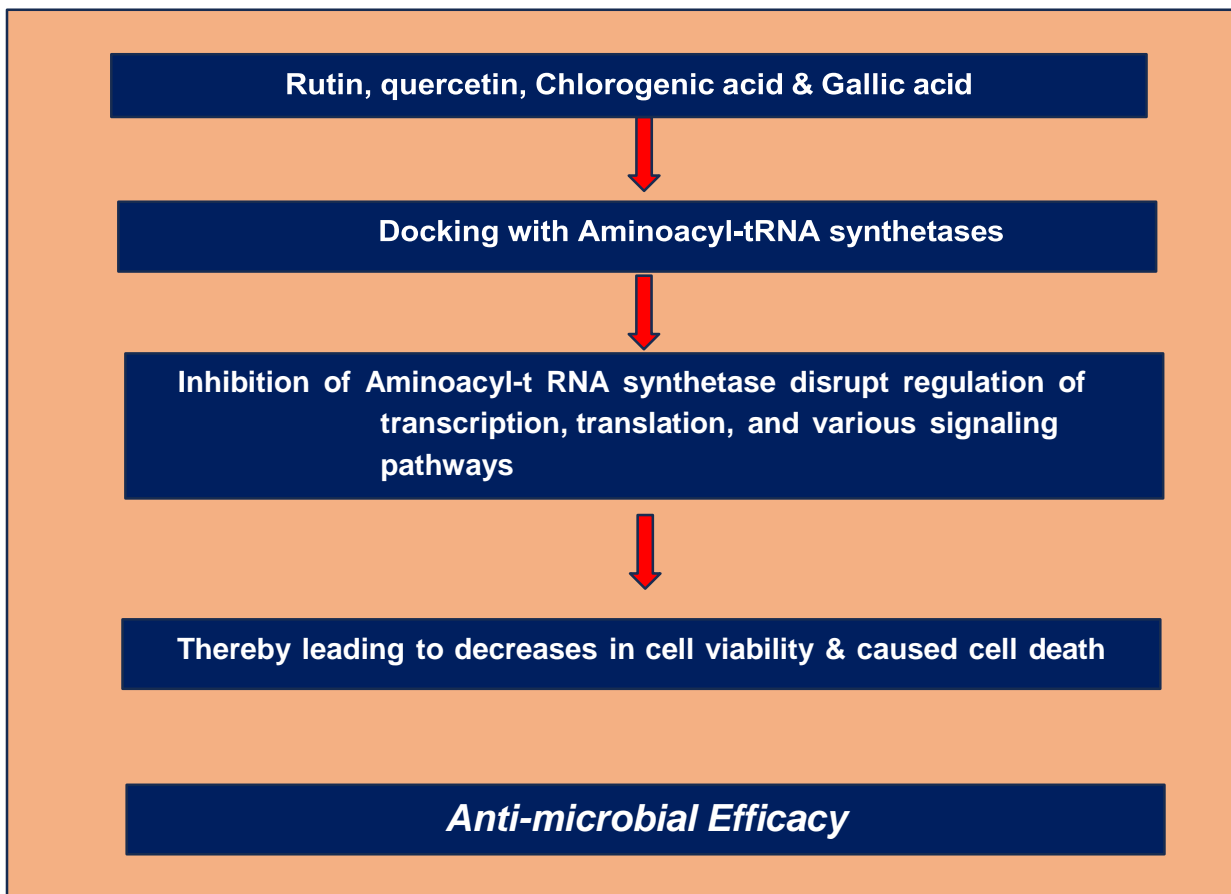 Rutin, quercetin, Chlorogenic acid & Gallic acid
Docking with Aminoacyl-tRNA synthetases
Inhibition of Aminoacyl-t RNA synthetase disrupt regulation of
transcription, translation, and various signaling
pathways
Thereby leading to decreases in cell viability & caused cell death
Anti-microbial Efficacy